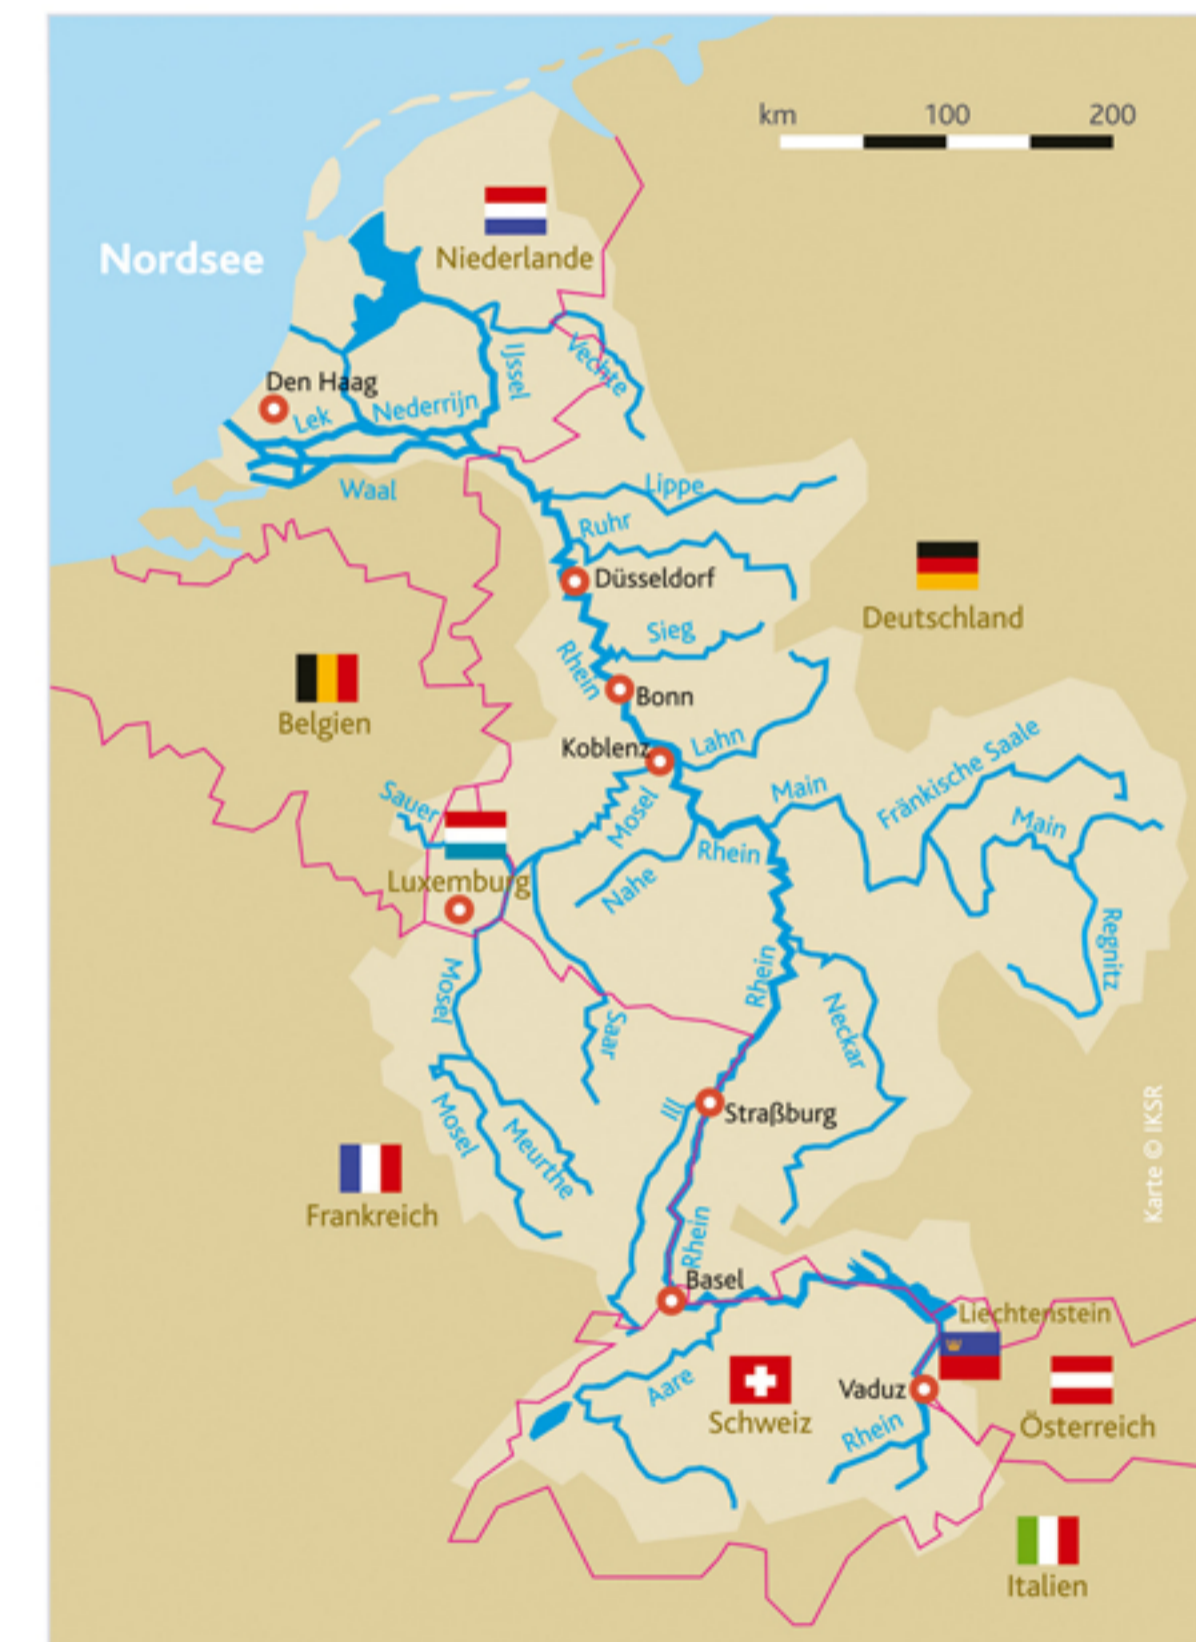 km 100 200
Nordsee
Niederlande
Vechte
IJssel
Den Haag
Lek
Nederrijn
Waal
Lippe
Ruhr
Düsseldorf
Deutschland
Sieg
Rhein
Belgien
Bonn
Koblenz
Lahn
Sauer
Mosel
Main
Fränkische Saale
Main
Rhein
Luxemburg
Nahe
Regnitz
Mosel
Rhein
Saar
Neckar
Mosel
Meurthe
Ill
Straßburg
Karte © IKSR
Frankreich
Rhein
Basel
Liechtenstein
Aare
Schweiz
Vaduz
Rhein
Österreich
Italien